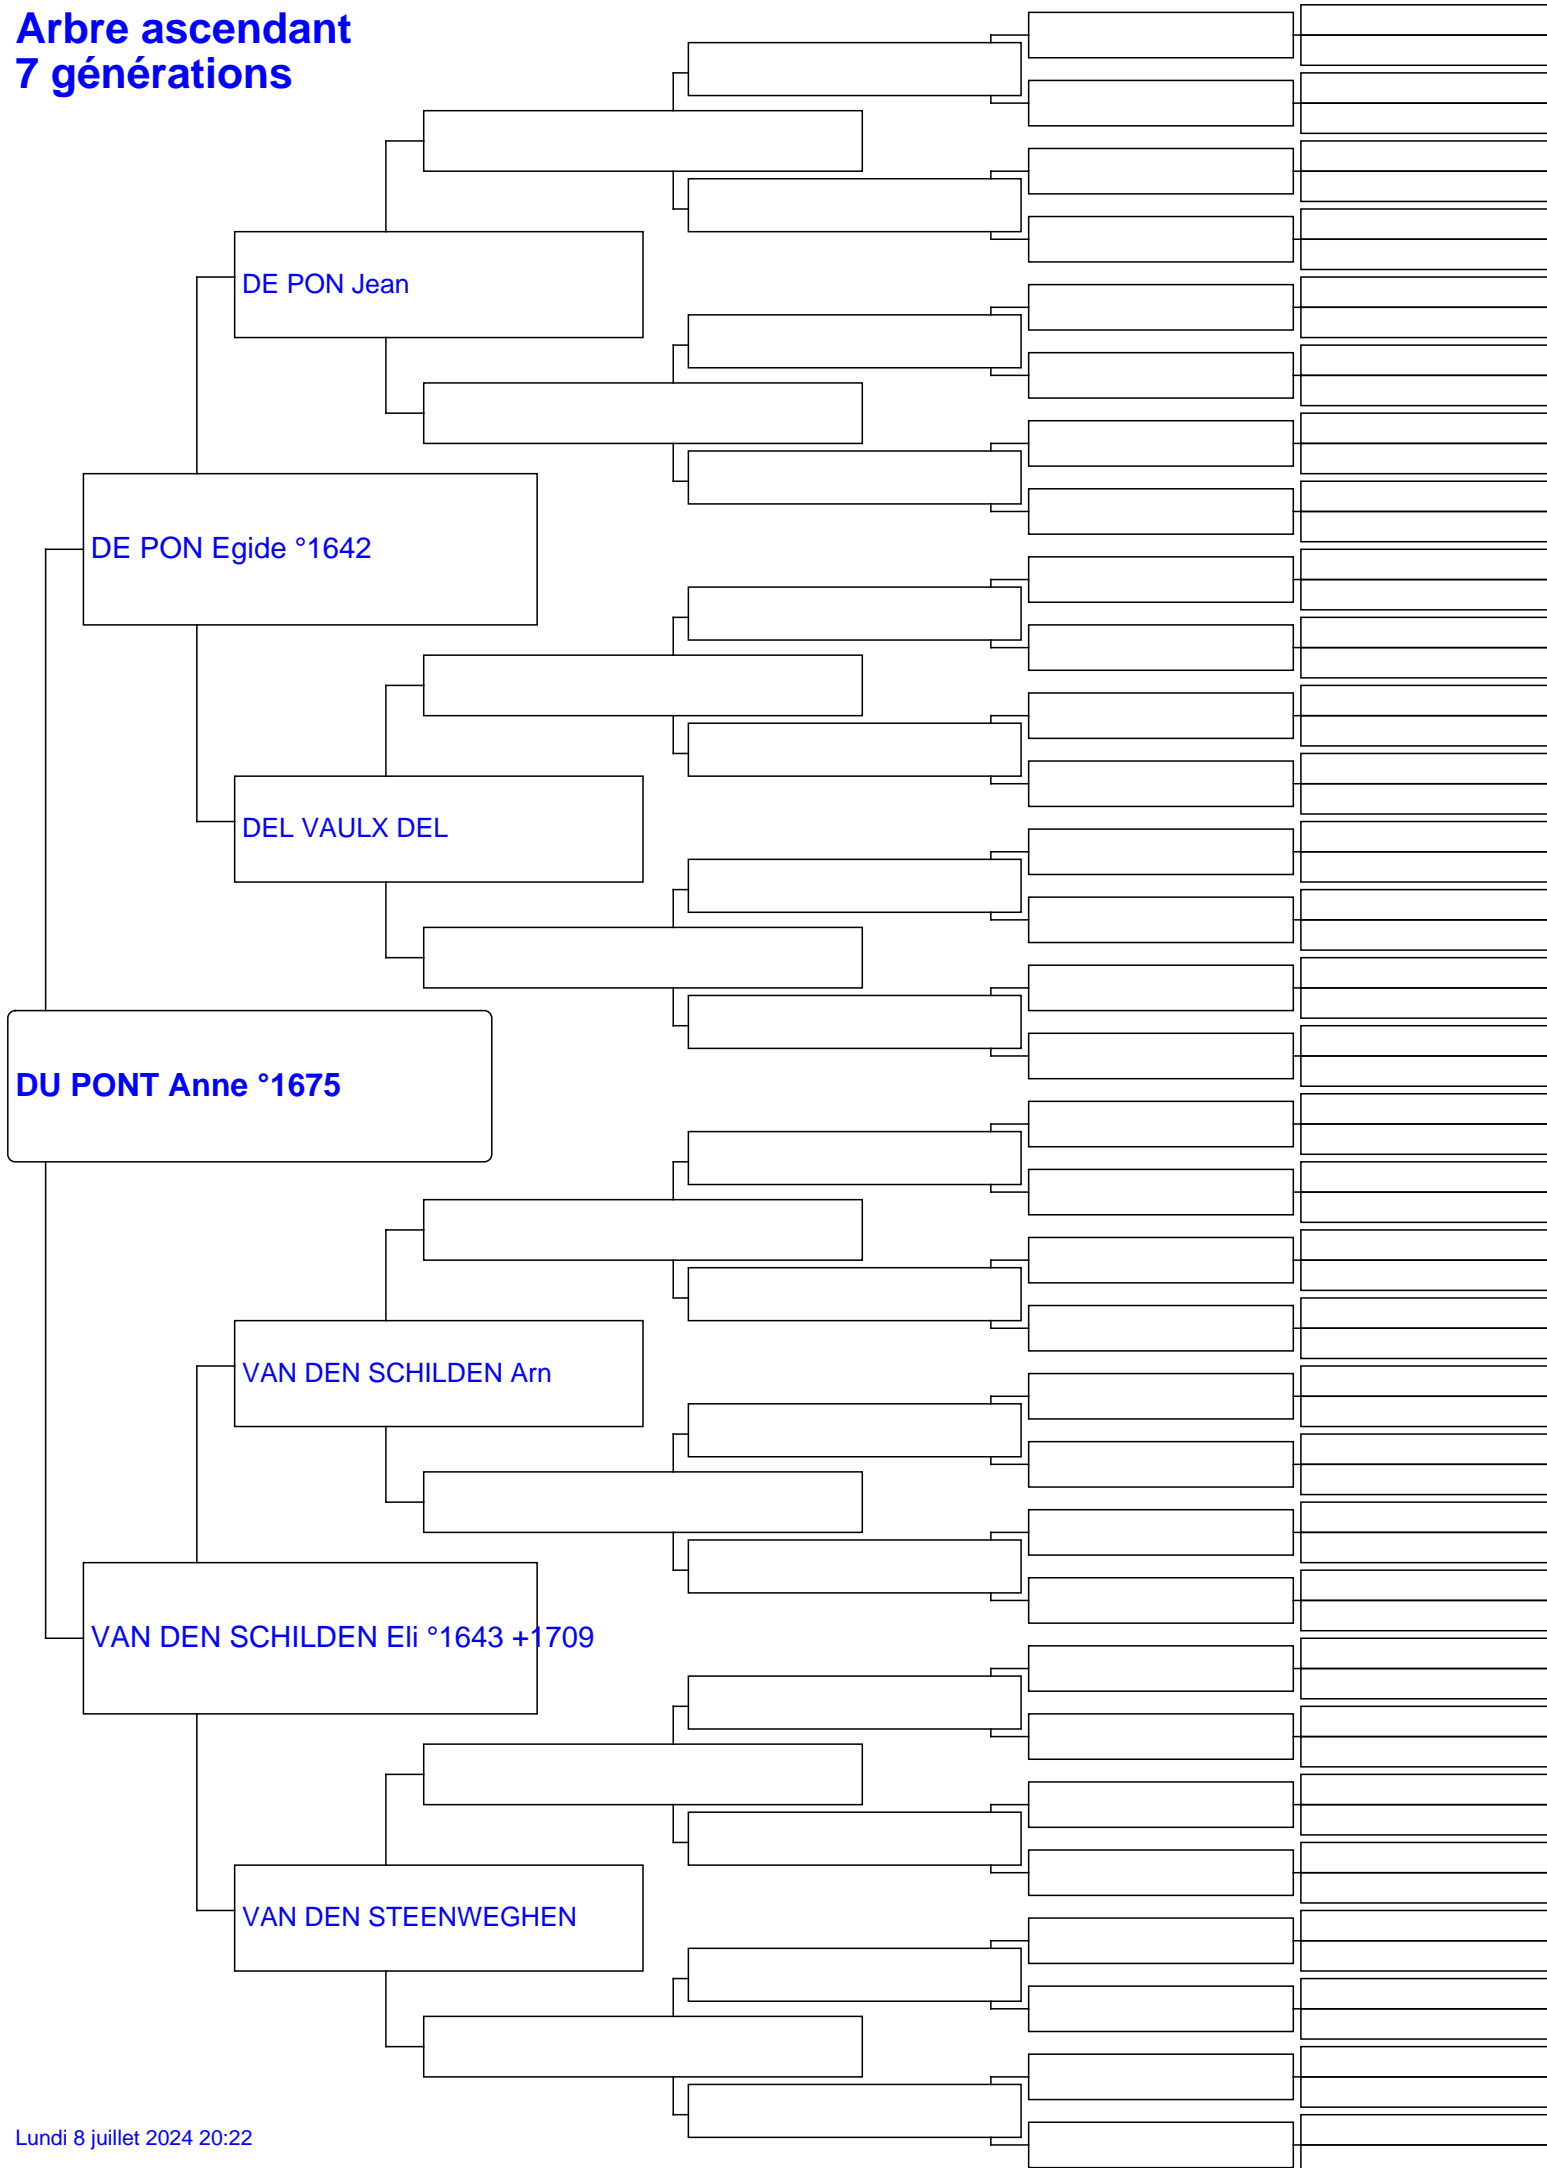 Arbre ascendant
7 générations
DE PON Jean
DE PON Egide °1642
DEL VAULX DEL
DU PONT Anne °1675
VAN DEN SCHILDEN Arn
VAN DEN SCHILDEN Eli °1643 +1709
VAN DEN STEENWEGHEN
Lundi 8 juillet 2024 20:22